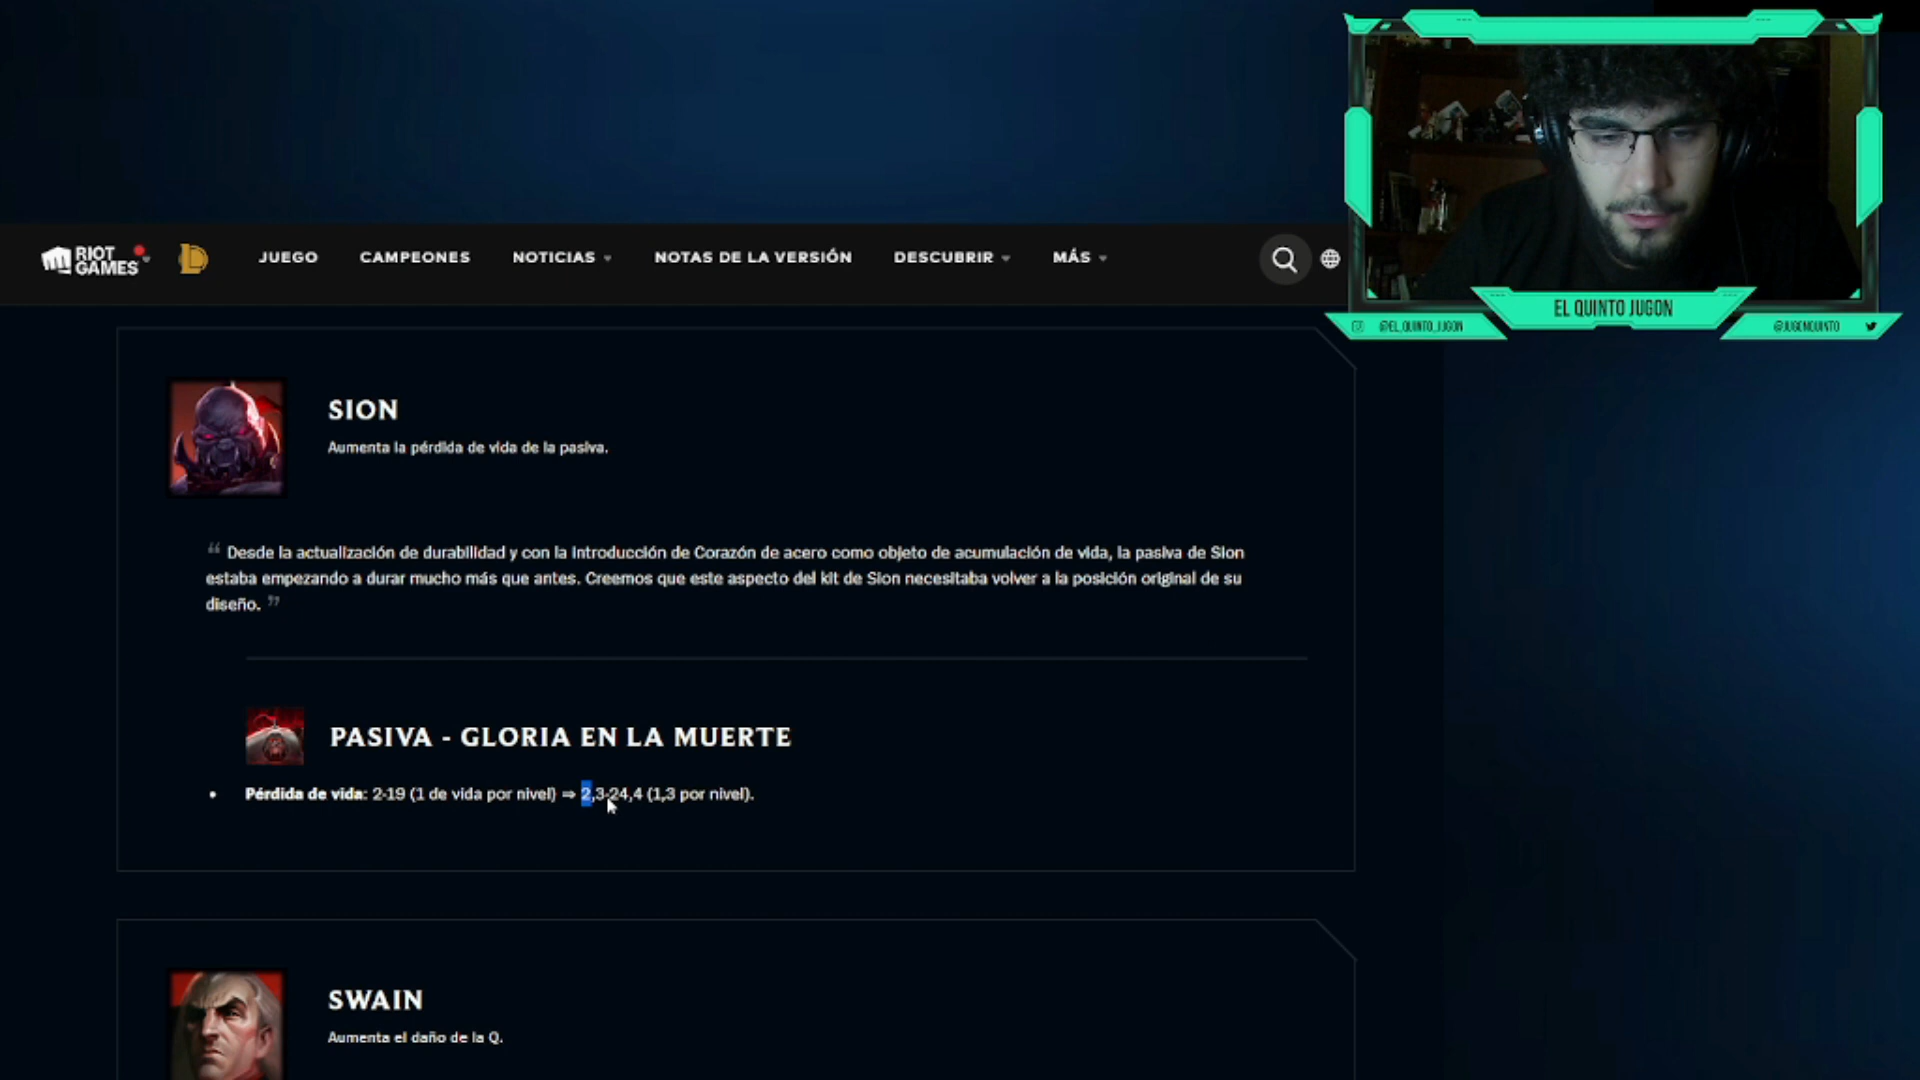 RIOT
GAMES
JUEGO
CAMPEONES
NOTICIAS
NOTAS DE LA VERSIÓN
DESCUBRIR
MÁS
EL QUINTO JUGON
@EL_QUINTO_JUGON
@JUGONQUINTO
SION
Aumenta la pérdida de vida de la pasiva.
“ Desde la actualización de durabilidad y con la introducción de Corazón de acero como objeto de acumulación de vida, la pasiva de Sion
estaba empezando a durar mucho más que antes. Creemos que este aspecto del kit de Sion necesitaba volver a la posición original de su
diseño. ”
PASIVA - GLORIA EN LA MUERTE
• Pérdida de vida: 2-19 (1 de vida por nivel) ⇒ 2,3-24,4 (1,3 por nivel).
SWAIN
Aumenta el daño de la Q.